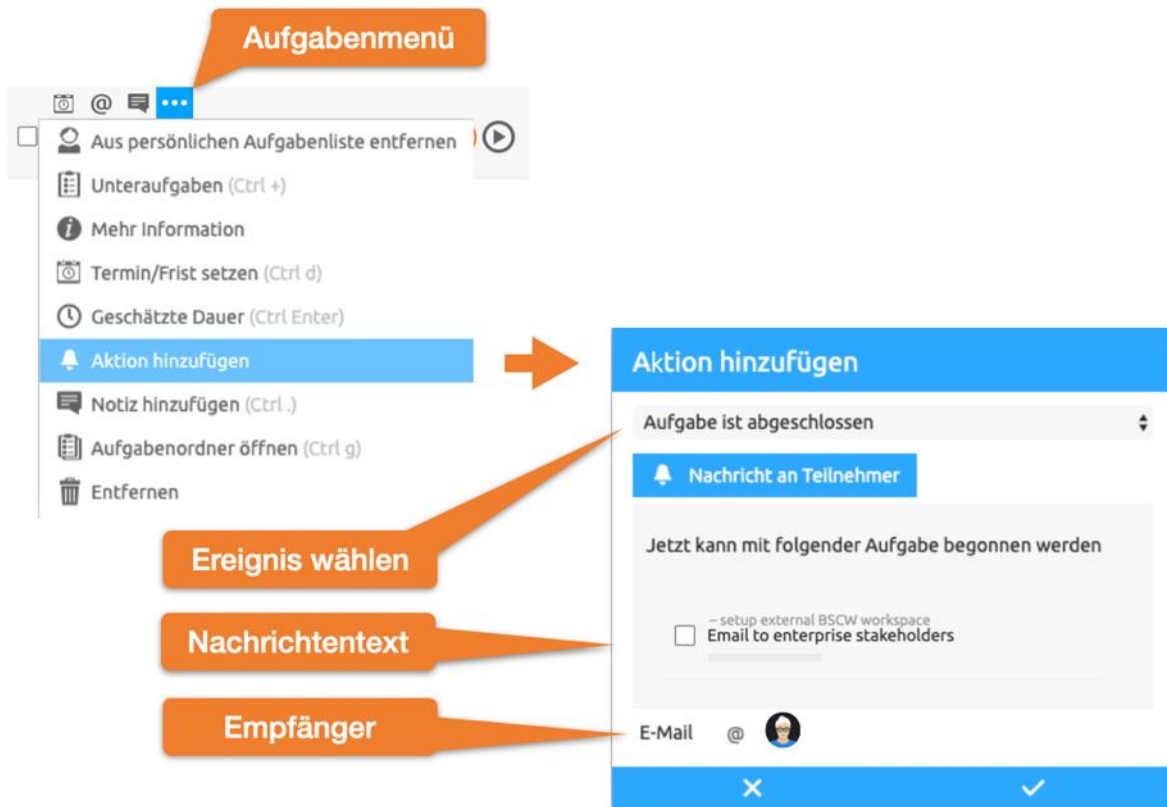 Aufgabenmenü
@
Aus persönlichen Aufgabenliste entfernen
Unteraufgaben (Ctrl +)
Mehr Information
Termin/Frist setzen (Ctrl d)
Geschätzte Dauer (Ctrl Enter)
Aktion hinzufügen
Notiz hinzufügen (Ctrl .)
Aufgabenordner öffnen (Ctrl g)
Entfernen
Aktion hinzufügen
Aufgabe ist abgeschlossen
Nachricht an Teilnehmer
Ereignis wählen
Jetzt kann mit folgender Aufgabe begonnen werden
Nachrichtentext
– setup external BSCW workspace
Email to enterprise stakeholders
Empfänger
E-Mail @